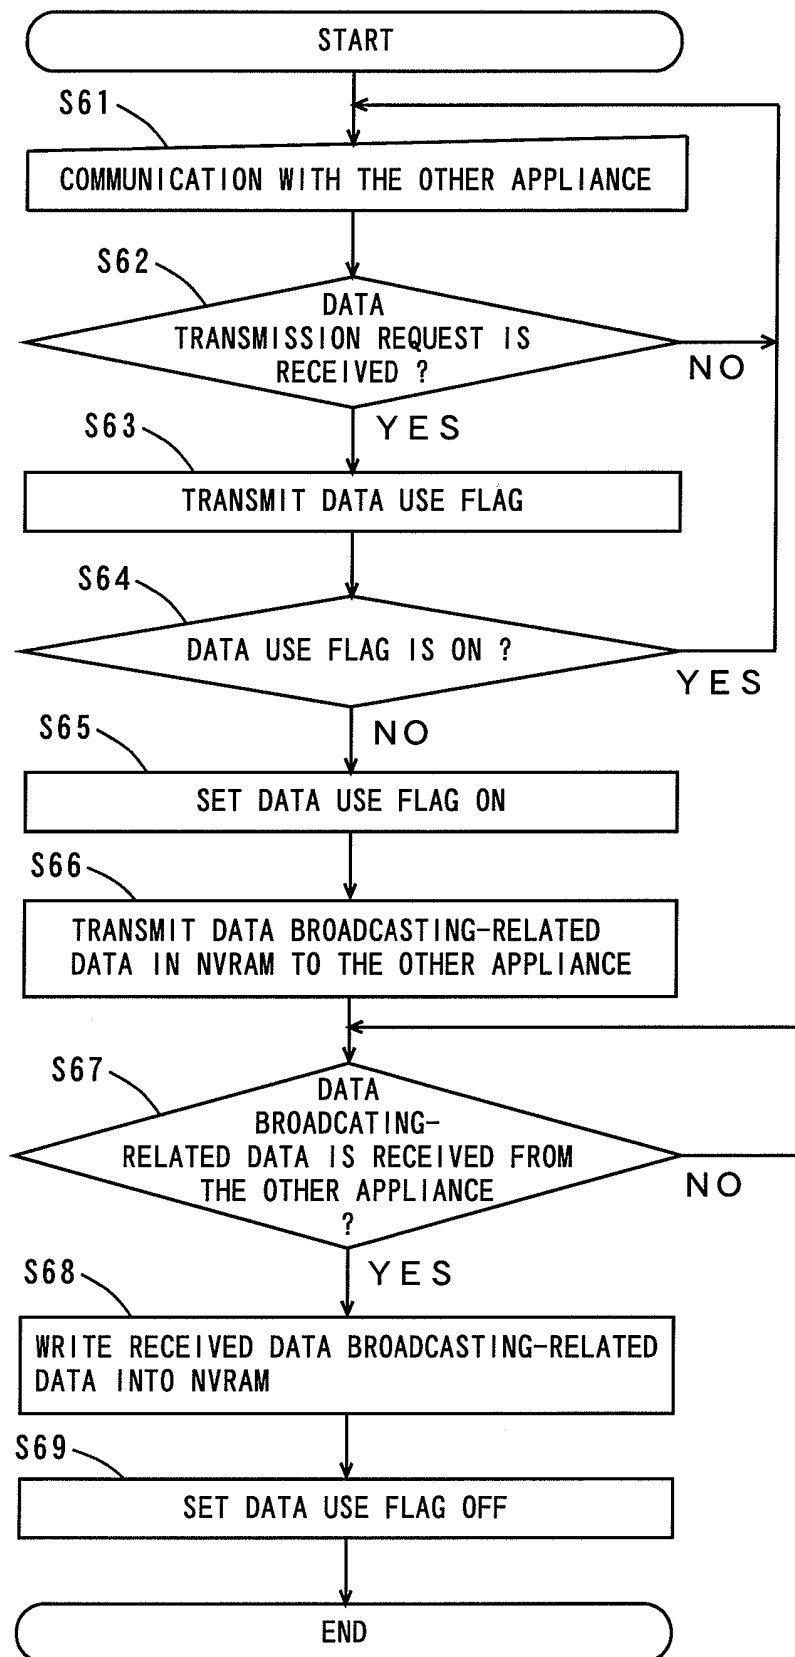 START
S61
COMMUNICATION WITH THE OTHER APPLIANCE
S62
DATA
TRANSMISSION REQUEST IS
RECEIVED ?
NO
YES
S63
TRANSMIT DATA USE FLAG
S64
DATA USE FLAG IS ON ?
YES
NO
S65
SET DATA USE FLAG ON
S66
TRANSMIT DATA BROADCASTING-RELATED
DATA IN NVRAM TO THE OTHER APPLIANCE
S67
DATA
BROADCATING-
RELATED DATA IS RECEIVED FROM
THE OTHER APPLIANCE
?
NO
YES
S68
WRITE RECEIVED DATA BROADCASTING-RELATED
DATA INTO NVRAM
S69
SET DATA USE FLAG OFF
END